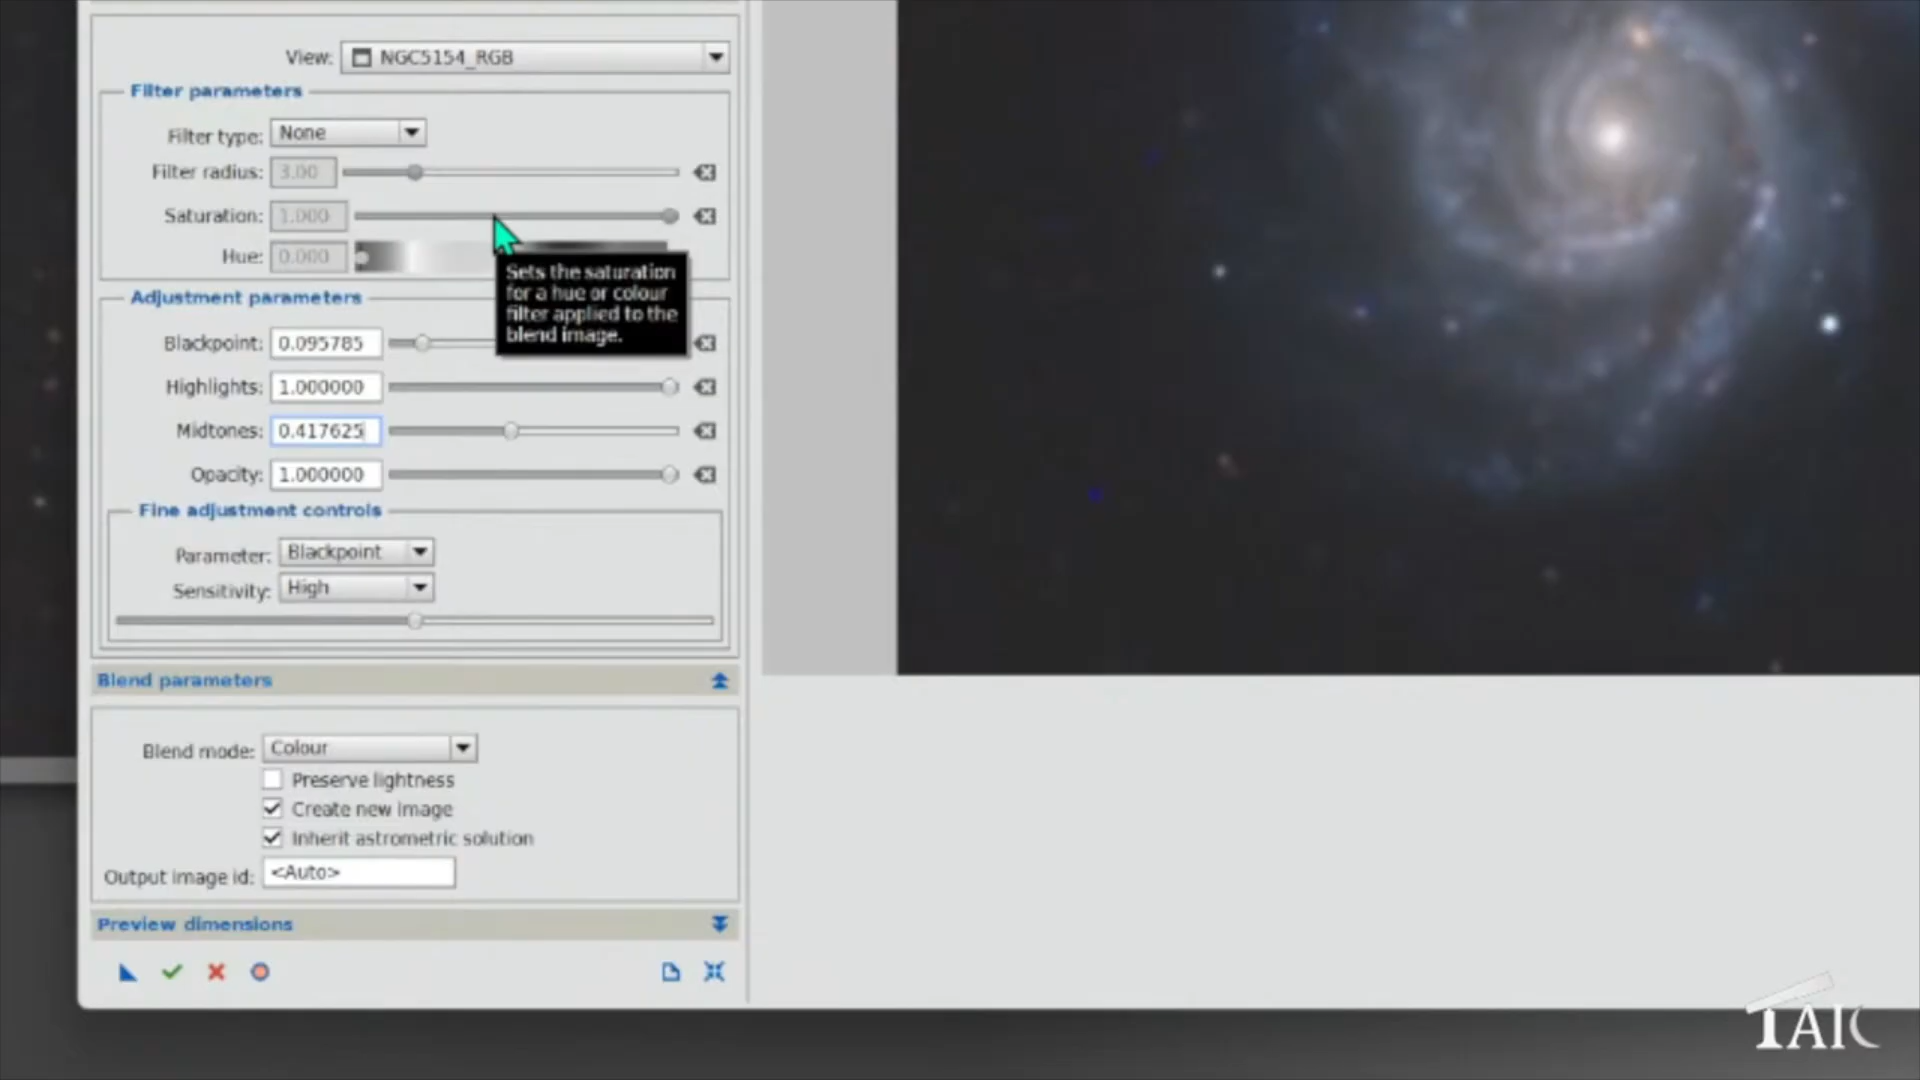 View: NGC5154_RGB
Filter parameters
Filter type: None
Filter radius: 3.00
Saturation: 1.000
Hue: 0.000
Sets the saturation
for a hue or colour
filter applied to the
blend image.
Adjustment parameters
Blackpoint: 0.095785
Highlights: 1.000000
Midtones: 0.417625
Opacity: 1.000000
Fine adjustment controls
Parameter: Blackpoint
Sensitivity: High
Blend parameters
Blend mode: Colour
Preserve lightness
Create new image
Inherit astrometric solution
Output image id: <Auto>
Preview dimensions
TAIC